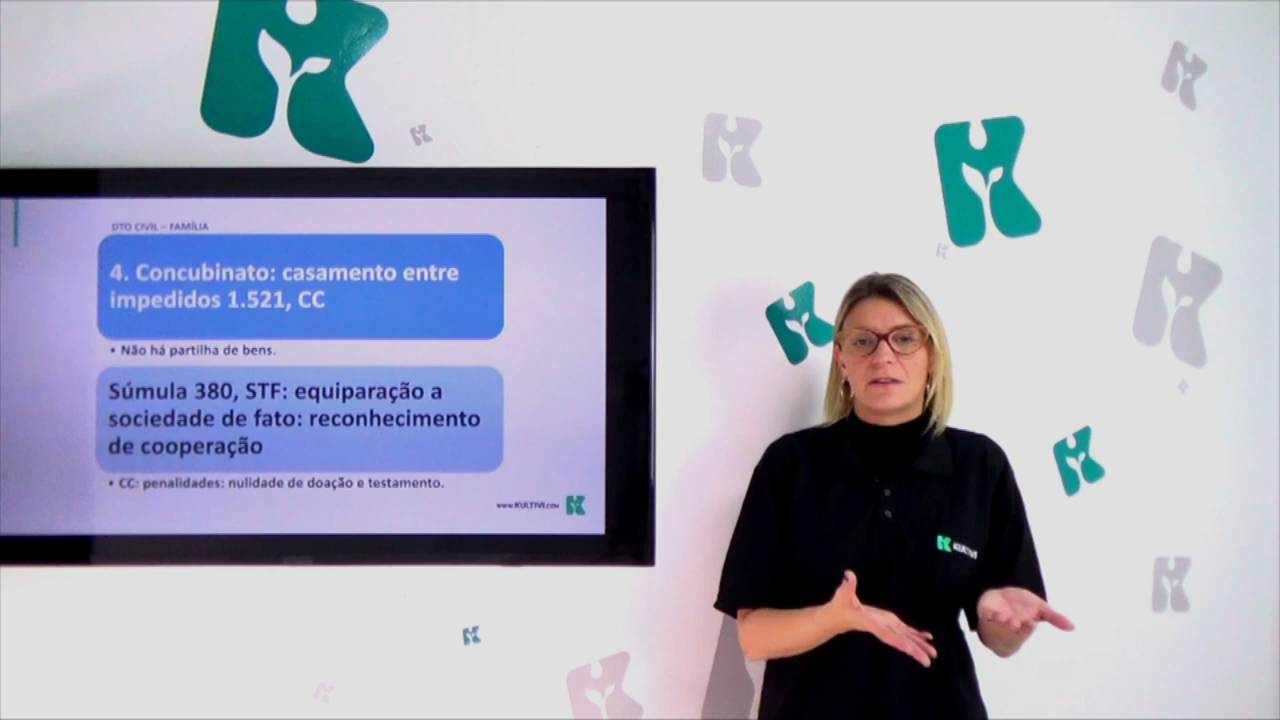 DTO CIVIL – FAMÍLIA
4. Concubinato: casamento entre
impedidos 1.521, CC
• Não há partilha de bens.
Súmula 380, STF: equiparação a
sociedade de fato: reconhecimento
de cooperação
• CC: penalidades: nulidade de doação e testamento.
www.KULTIVI.COM
KULTIVI